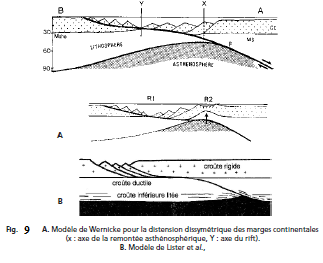 B Y X A
30
60
90
Moho
CC
MS
LITHOSPHÈRE
F
ASTHÉNOSPHÈRE
R1 R2
A
croûte rigide
croûte ductile
croûte inférieure litée
B
Fig. 9 A. Modèle de Wernicke pour la distension dissymétrique des marges continentales
(x : axe de la remontée asthénosphérique, Y : axe du rift).
B. Modèle de Lister et al.,